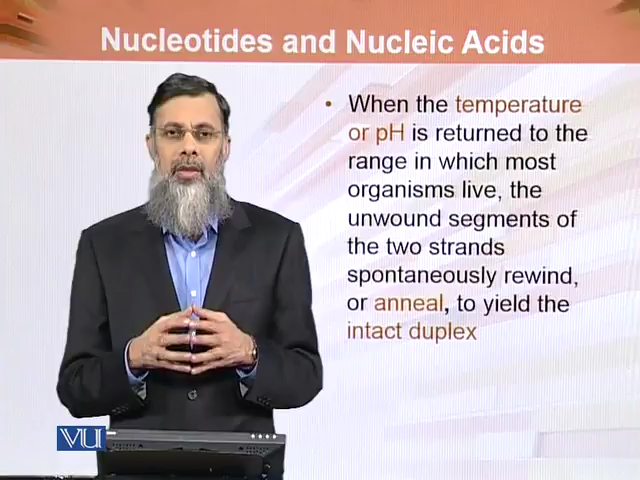 Nucleotides and Nucleic Acids
• When the temperature
or pH is returned to the
range in which most
organisms live, the
unwound segments of
the two strands
spontaneously rewind,
or anneal, to yield the
intact duplex
VU